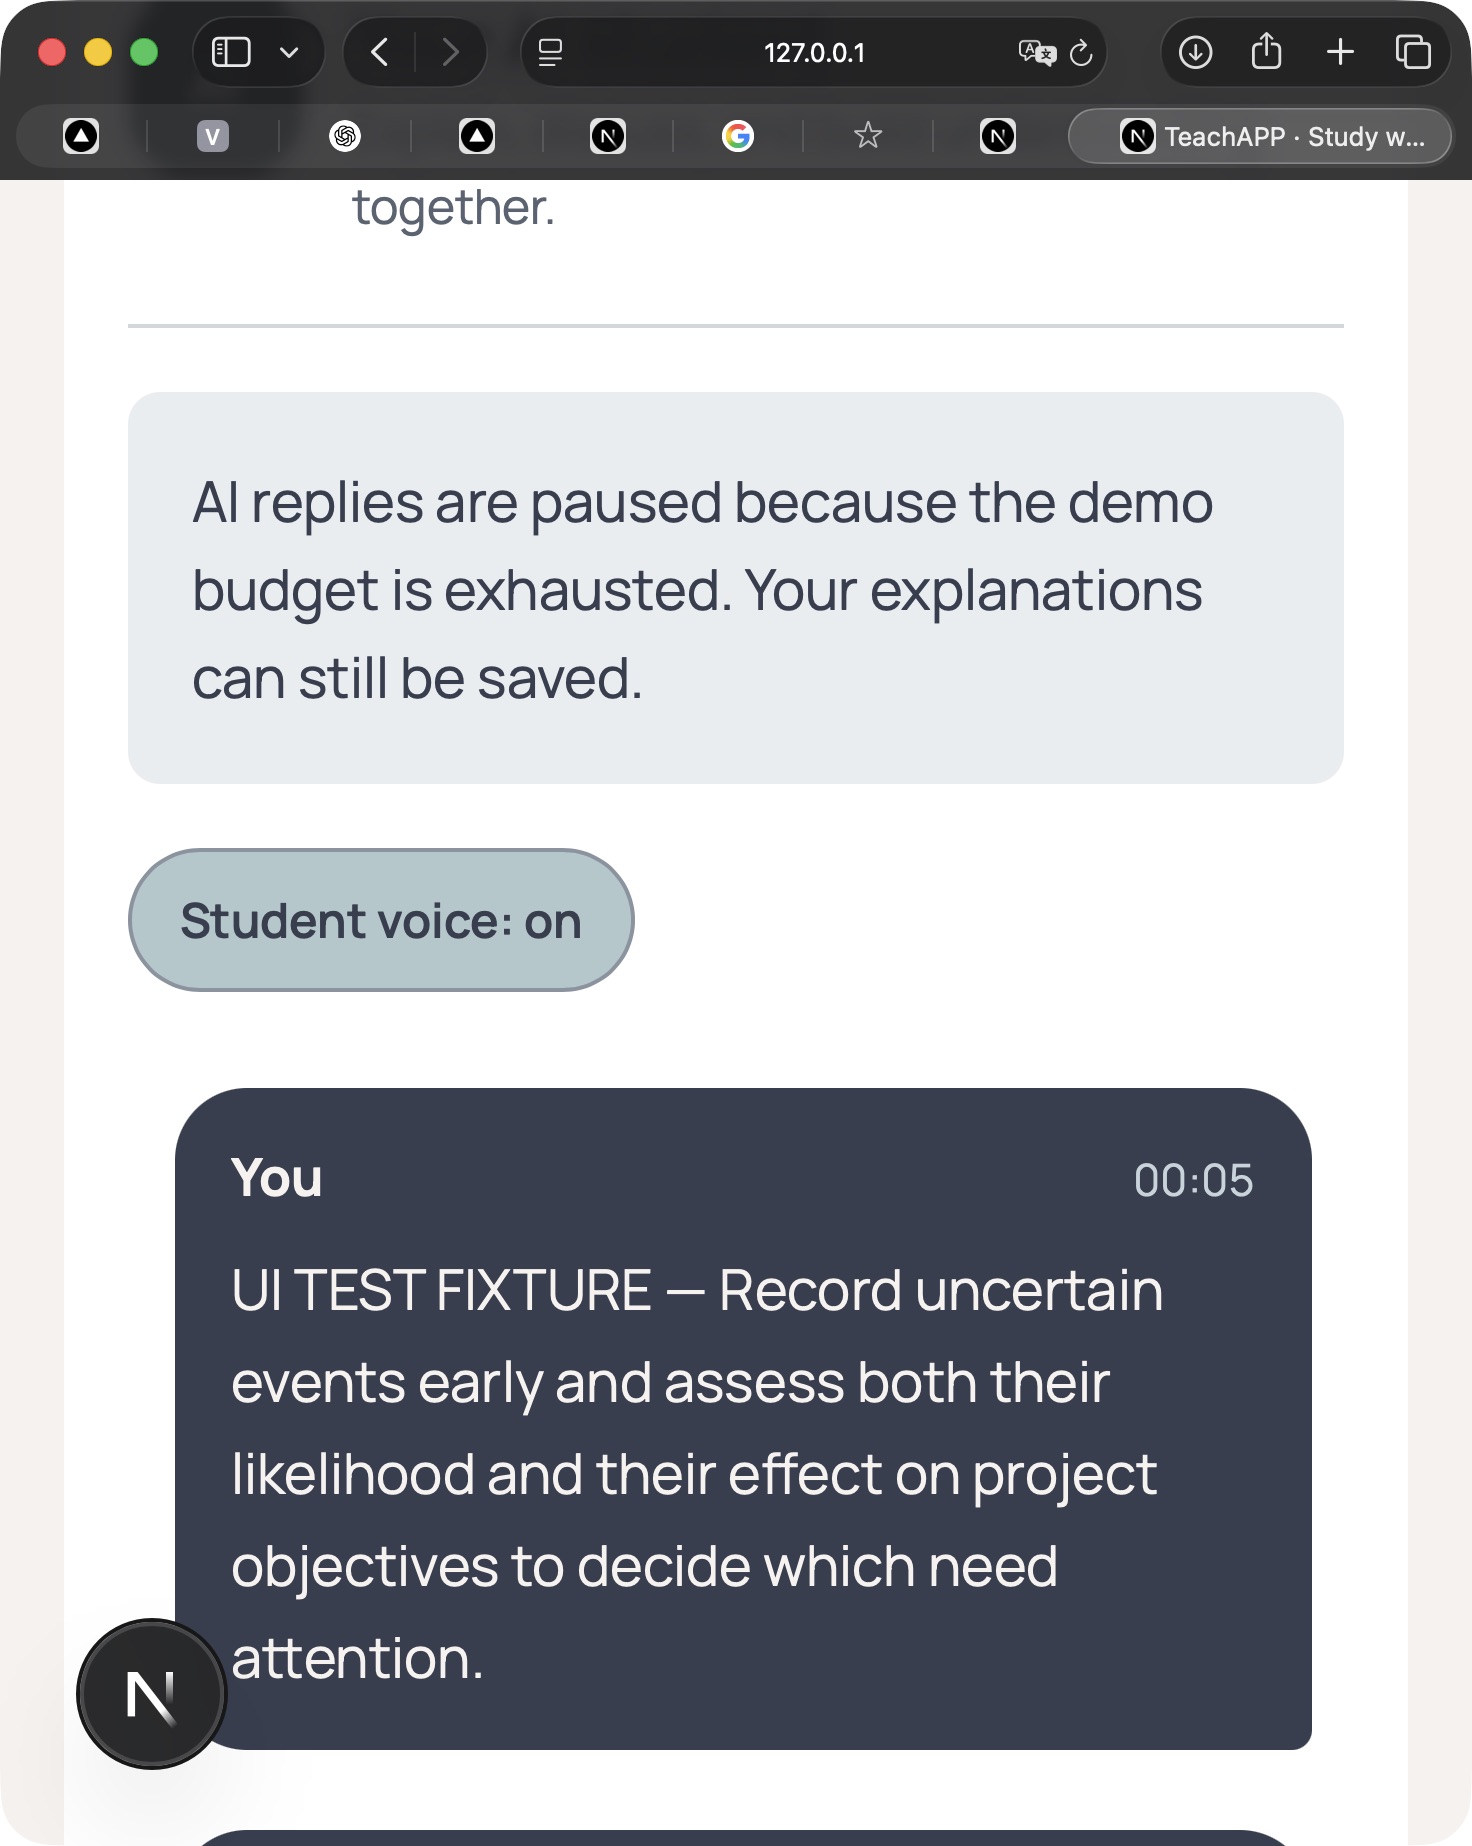 127.0.0.1
V
N
N
TeachAPP · Study w...
together.
AI replies are paused because the demo
budget is exhausted. Your explanations
can still be saved.
Student voice: on
You 00:05
UI TEST FIXTURE — Record uncertain
events early and assess both their
likelihood and their effect on project
objectives to decide which need
attention.
N